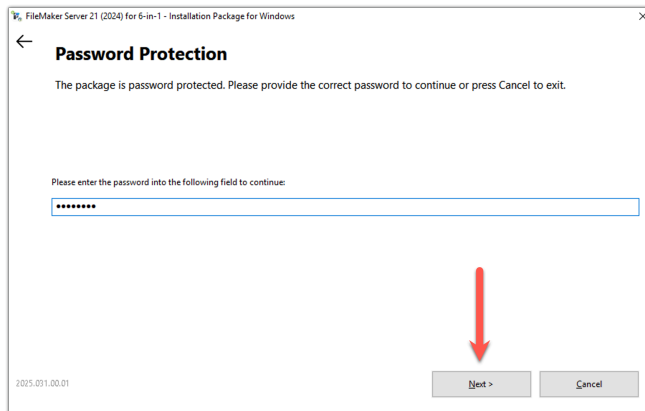 FileMaker Server 21 (2024) for 6-in-1 - Installation Package for Windows
Password Protection
The package is password protected. Please provide the correct password to continue or press Cancel to exit.
Please enter the password into the following field to continue:
••••••••
2025.031.00.01
Next >
Cancel